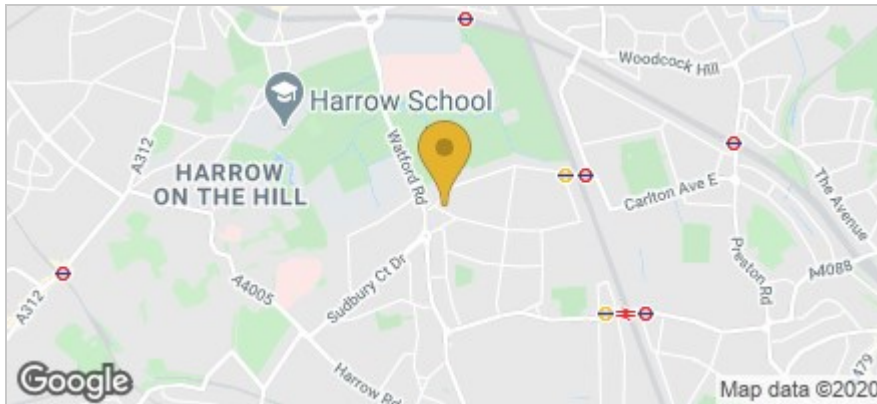 Woodcock Hill
Harrow School
A312
Watford Rd
HARROW
ON THE HILL
Carlton Ave E
The Avenue
Sudbury Ct Dr
Preston Rd
A4088
A312
A4005
Harrow Rd
479
Google
Map data ©2020